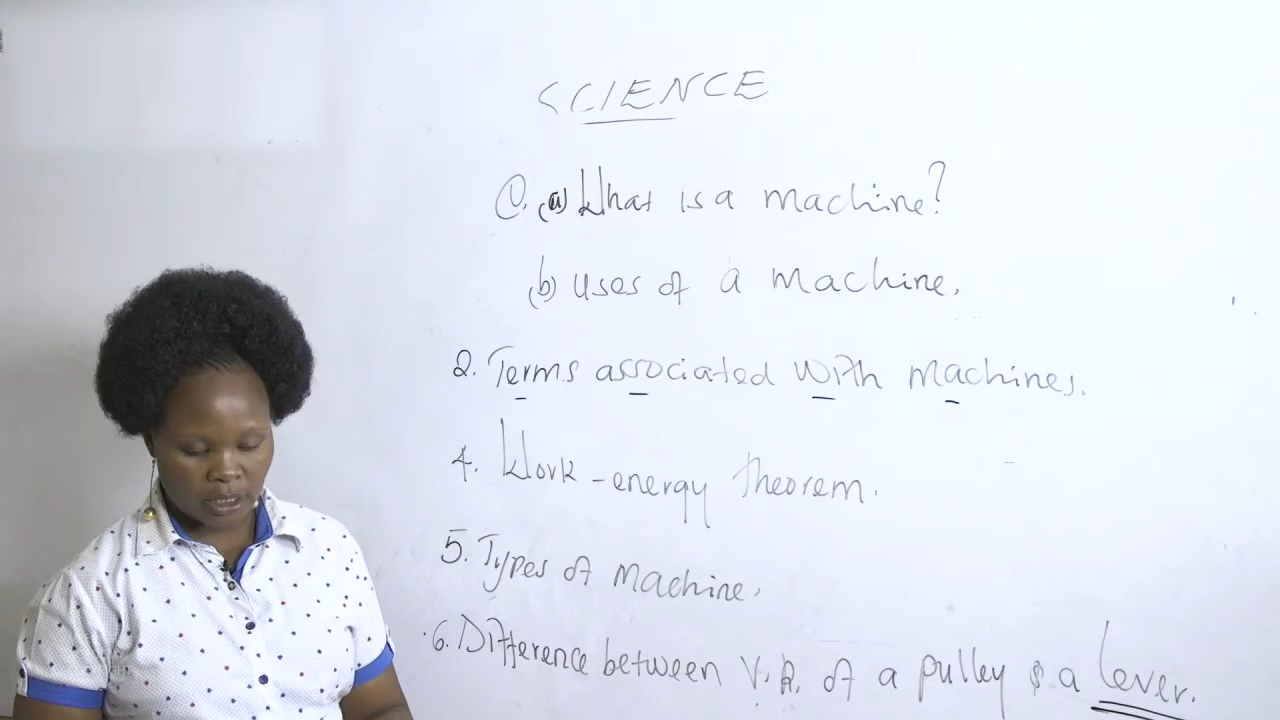 SCIENCE
1. (a) What is a machine?
(b) Uses of a machine.
2. Terms associated with machines.
4. Work-energy theorem.
5. Types of machine.
6. Difference between V.R. of a pulley & a lever.